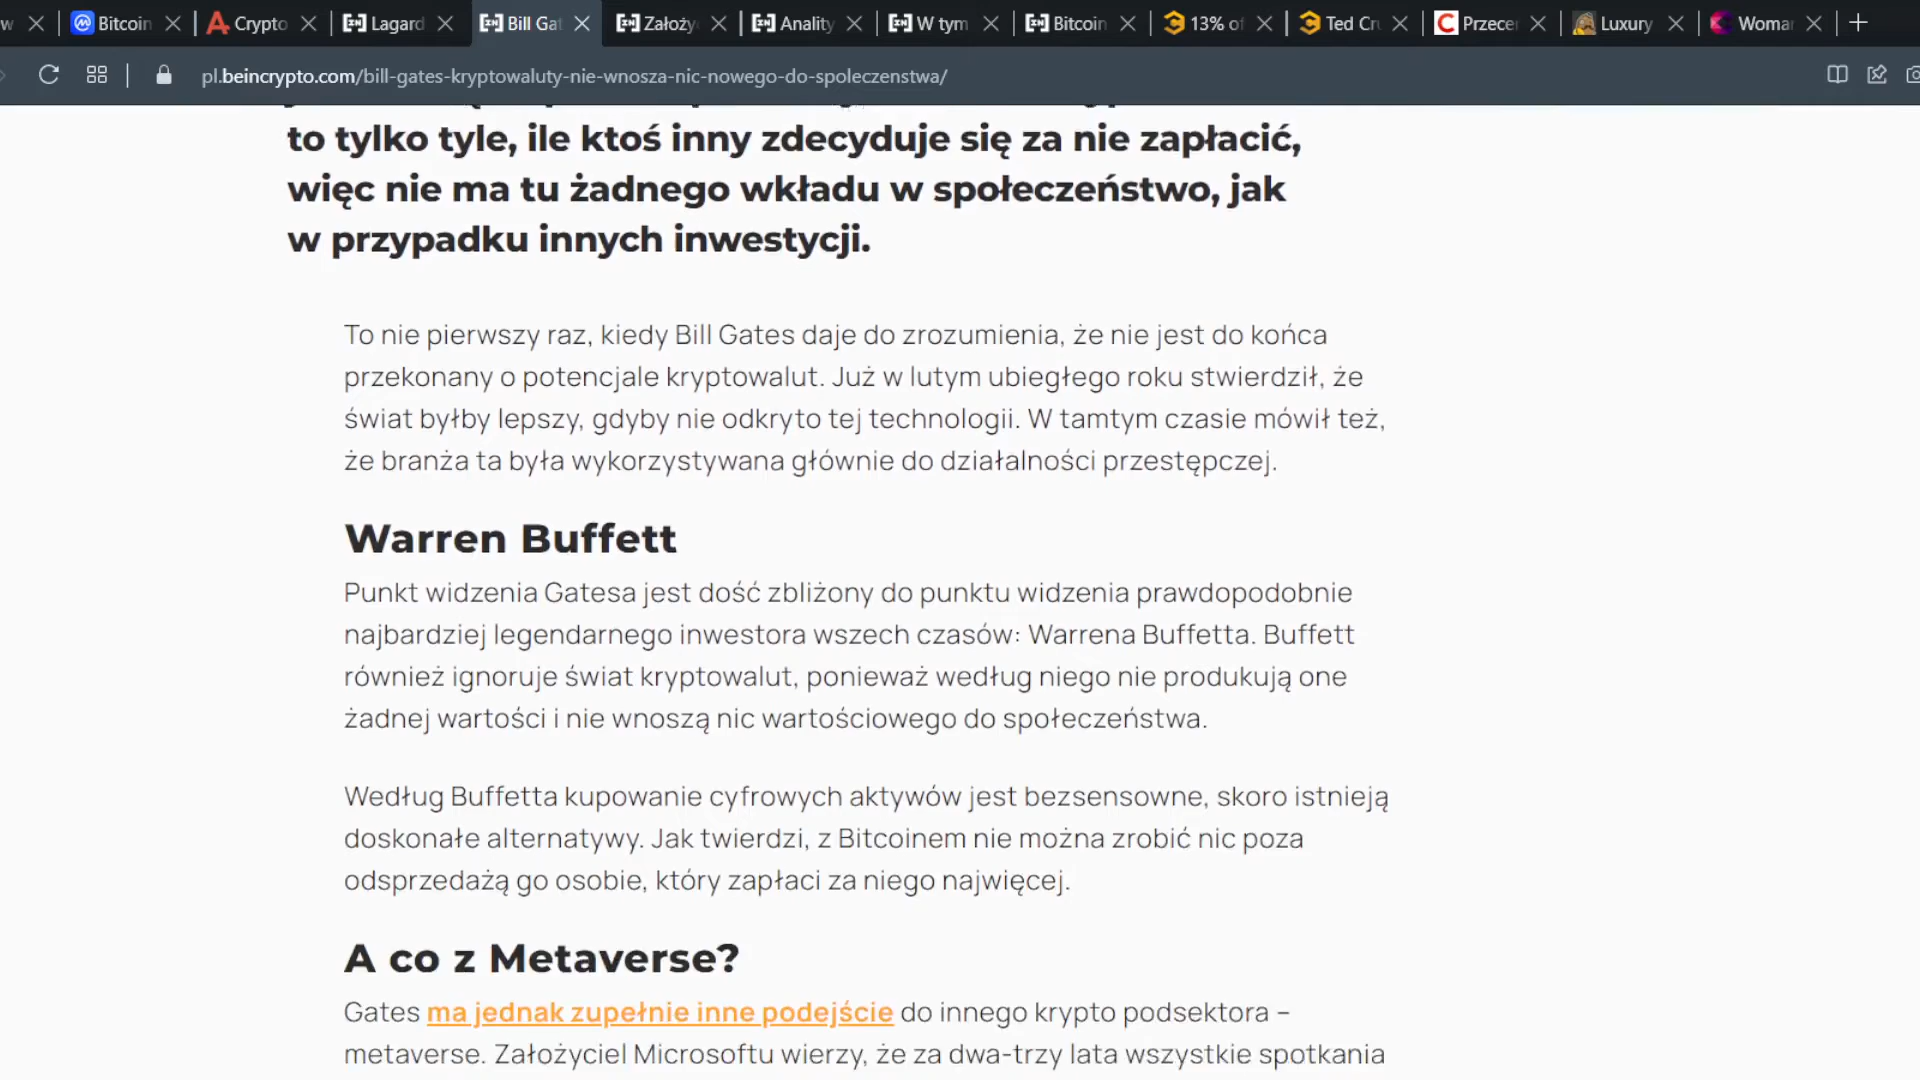 w
Bitcoin
Crypto
Lagard
Bill Gat
Założy
Anality
W tym
Bitcoin
13% of
Ted Cru
Przecen
Luxury
Woman
pl.beincrypto.com/bill-gates-kryptowaluty-nie-wnosza-nic-nowego-do-spoleczenstwa/
to tylko tyle, ile ktoś inny zdecyduje się za nie zapłacić,
więc nie ma tu żadnego wkładu w społeczeństwo, jak
w przypadku innych inwestycji.
To nie pierwszy raz, kiedy Bill Gates daje do zrozumienia, że nie jest do końca
przekonany o potencjale kryptowalut. Już w lutym ubiegłego roku stwierdził, że
świat byłby lepszy, gdyby nie odkryto tej technologii. W tamtym czasie mówił też,
że branża ta była wykorzystywana głównie do działalności przestępczej.
Warren Buffett
Punkt widzenia Gatesa jest dość zbliżony do punktu widzenia prawdopodobnie
najbardziej legendarnego inwestora wszech czasów: Warrena Buffetta. Buffett
również ignoruje świat kryptowalut, ponieważ według niego nie produkują one
żadnej wartości i nie wnoszą nic wartościowego do społeczeństwa.
Według Buffetta kupowanie cyfrowych aktywów jest bezsensowne, skoro istnieją
doskonałe alternatywy. Jak twierdzi, z Bitcoinem nie można zrobić nic poza
odsprzedażą go osobie, który zapłaci za niego najwięcej.
A co z Metaverse?
Gates ma jednak zupełnie inne podejście do innego krypto podsektora –
metaverse. Założyciel Microsoftu wierzy, że za dwa-trzy lata wszystkie spotkania